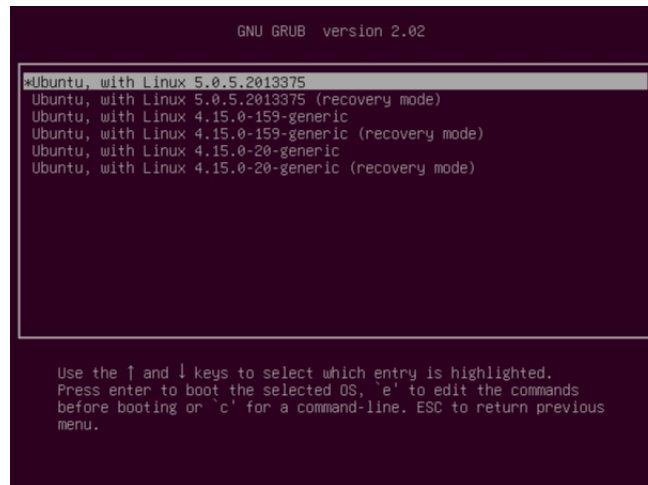 GNU GRUB version 2.02
*Ubuntu, with Linux 5.0.5.2013375
Ubuntu, with Linux 5.0.5.2013375 (recovery mode)
Ubuntu, with Linux 4.15.0-159-generic
Ubuntu, with Linux 4.15.0-159-generic (recovery mode)
Ubuntu, with Linux 4.15.0-20-generic
Ubuntu, with Linux 4.15.0-20-generic (recovery mode)
Use the ↑ and ↓ keys to select which entry is highlighted.
Press enter to boot the selected OS, `e' to edit the commands
before booting or `c' for a command-line. ESC to return previous
menu.